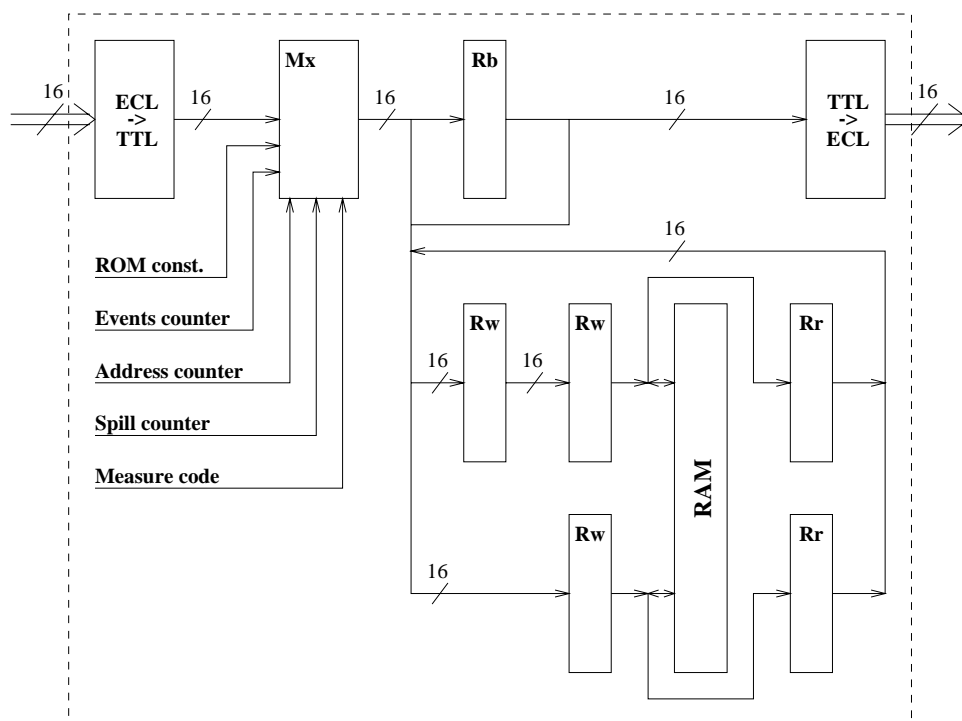 16
ECL
->
TTL
16
Mx
16
Rb
16
TTL
->
ECL
16
ROM const.
Events counter
Address counter
Spill counter
Measure code
16
16
Rw
16
Rw
RAM
Rr
16
Rw
Rr